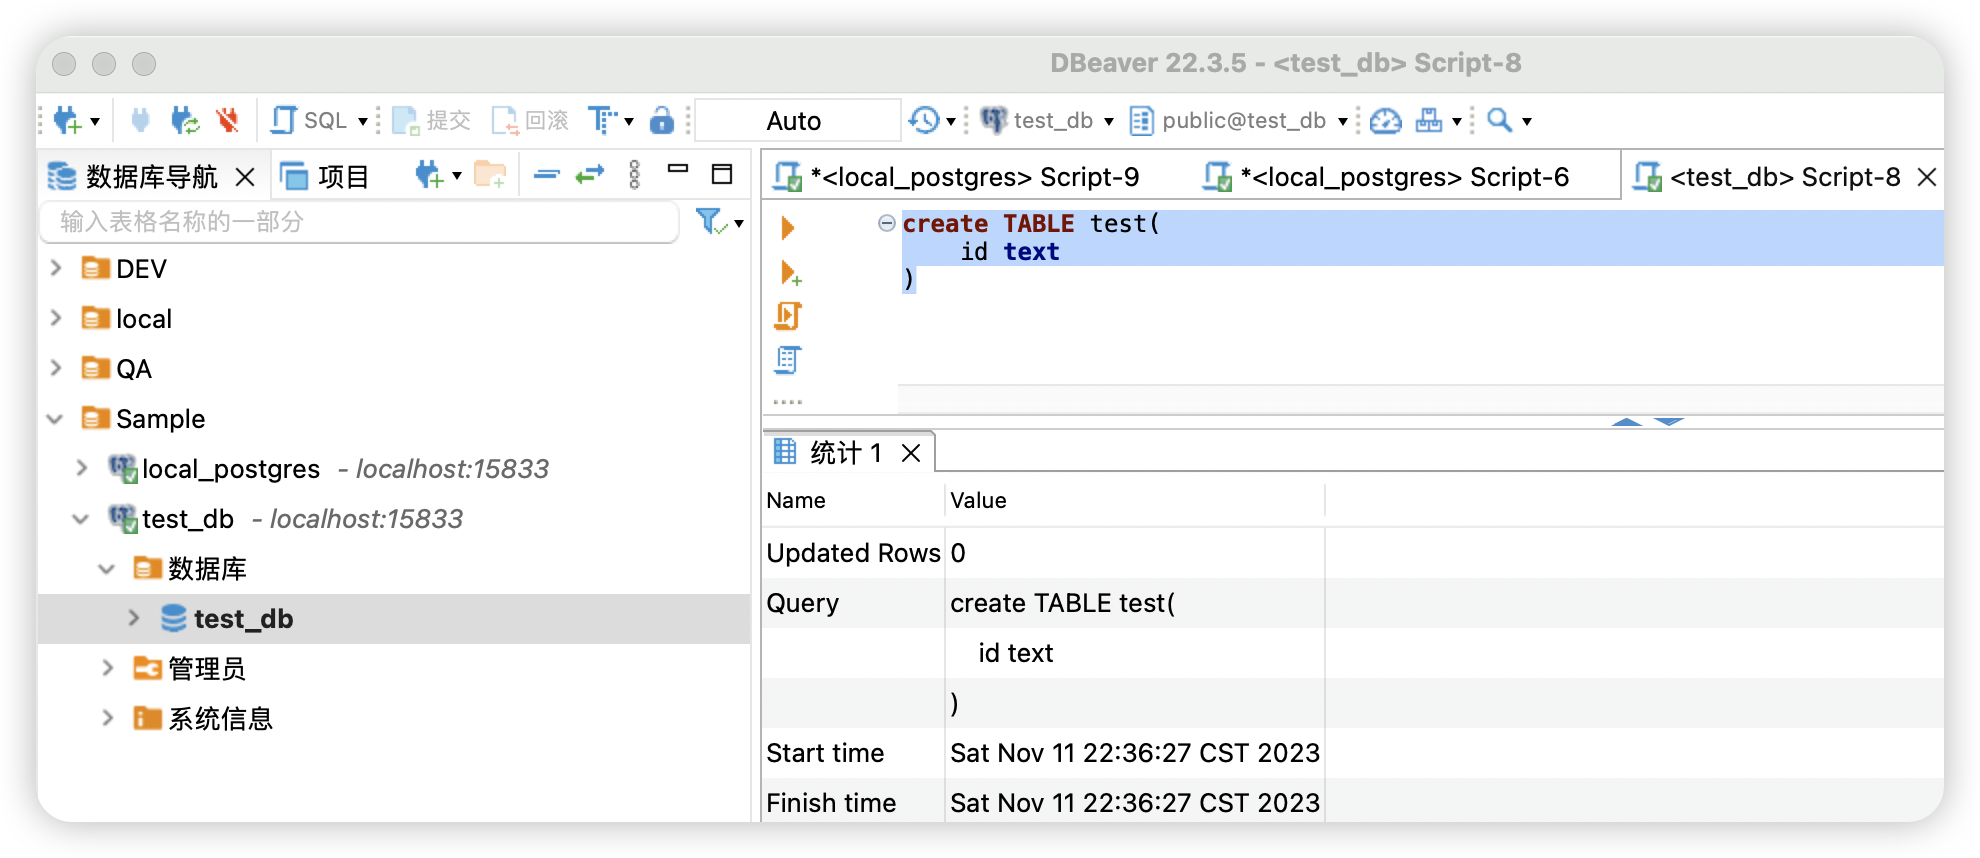 DBeaver 22.3.5 - <test_db> Script-8
SQL 提交 回滚 Auto test_db public@test_db
数据库导航 项目
输入表格名称的一部分
DEV
local
QA
Sample
local_postgres - localhost:15833
test_db - localhost:15833
数据库
test_db
管理员
系统信息
*<local_postgres> Script-9 *<local_postgres> Script-6 <test_db> Script-8
create TABLE test(
id text
)
统计 1
Name Value
Updated Rows 0
Query create TABLE test(
id text
)
Start time Sat Nov 11 22:36:27 CST 2023
Finish time Sat Nov 11 22:36:27 CST 2023